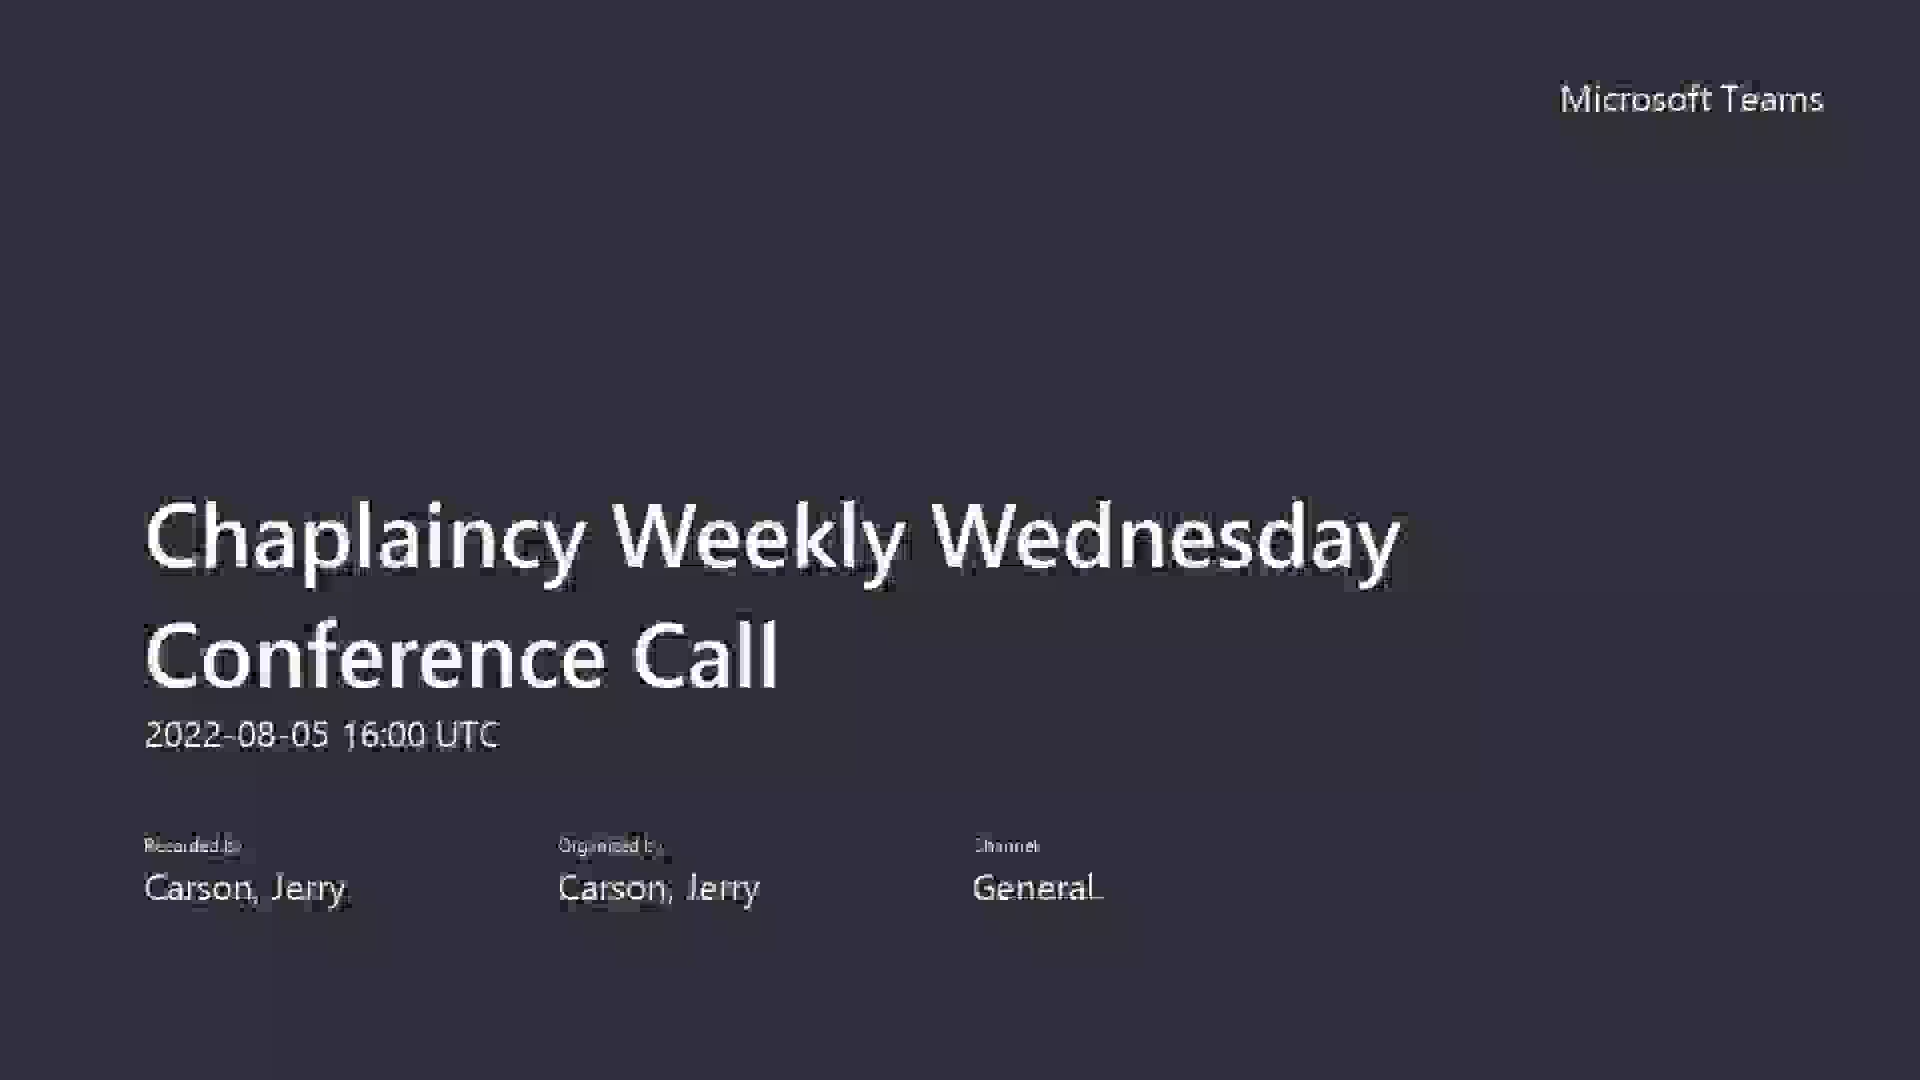 Microsoft Teams
Chaplaincy Weekly Wednesday
Conference Call
2022-08-05 16:00 UTC
Recorded by
Organized by
Channel
Carson, Jerry
Carson, Jerry
General